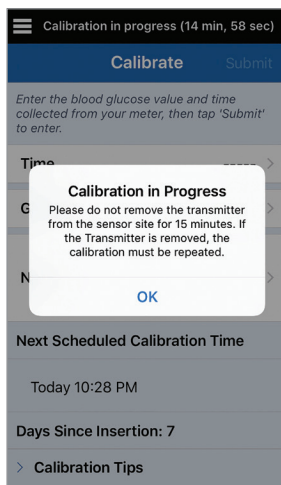 Calibration in progress (14 min, 58 sec)
Calibrate Submit
Enter the blood glucose value and time
collected from your meter, then tap 'Submit'
to enter.
Time ----- >
G >
Calibration in Progress
Please do not remove the transmitter
from the sensor site for 15 minutes. If
the Transmitter is removed, the
calibration must be repeated.
N >
OK
Next Scheduled Calibration Time
Today 10:28 PM
Days Since Insertion: 7
> Calibration Tips